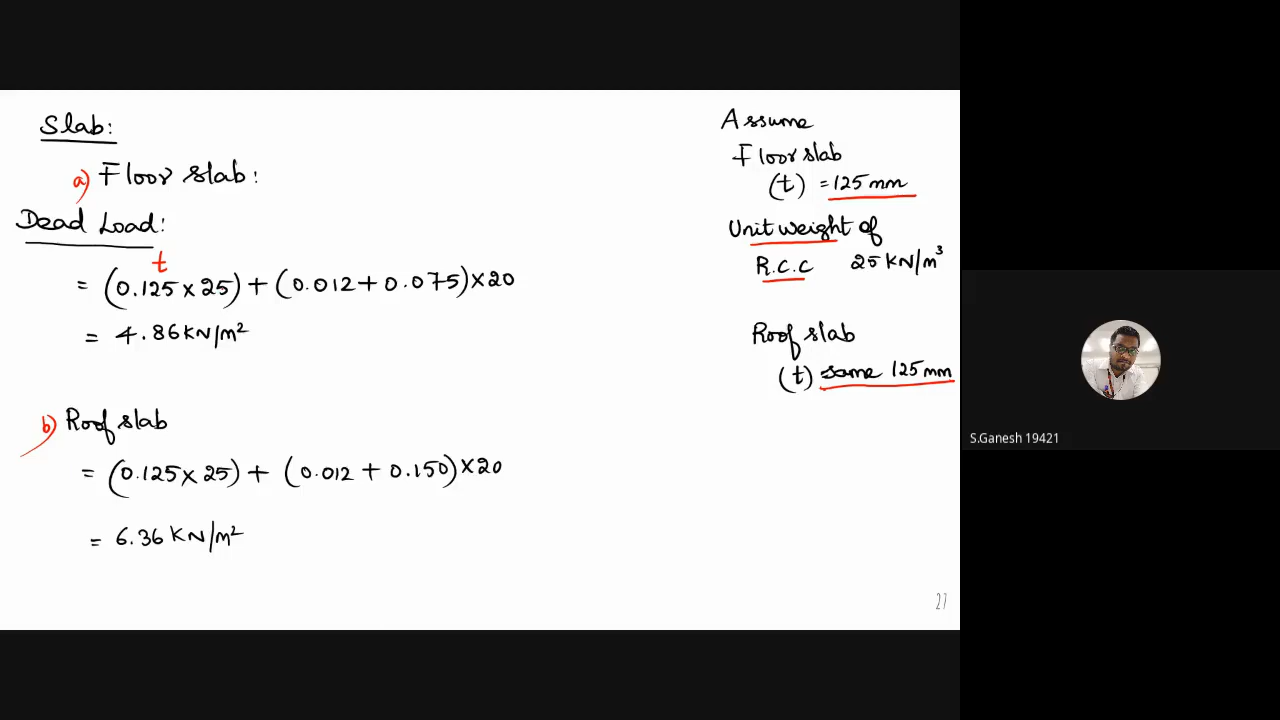 Slab:
a) Floor slab:
Dead Load:
t
= (0.125 x 25) + (0.012 + 0.075) x 20
= 4.86 KN/m²
b) Roof slab
= (0.125 x 25) + (0.012 + 0.150) x 20
= 6.36 KN/m²
Assume
Floor slab
(t) = 125 mm
Unit weight of
R.C.C 25 KN/m³
Roof slab
(t) same 125 mm
27
S.Ganesh 19421